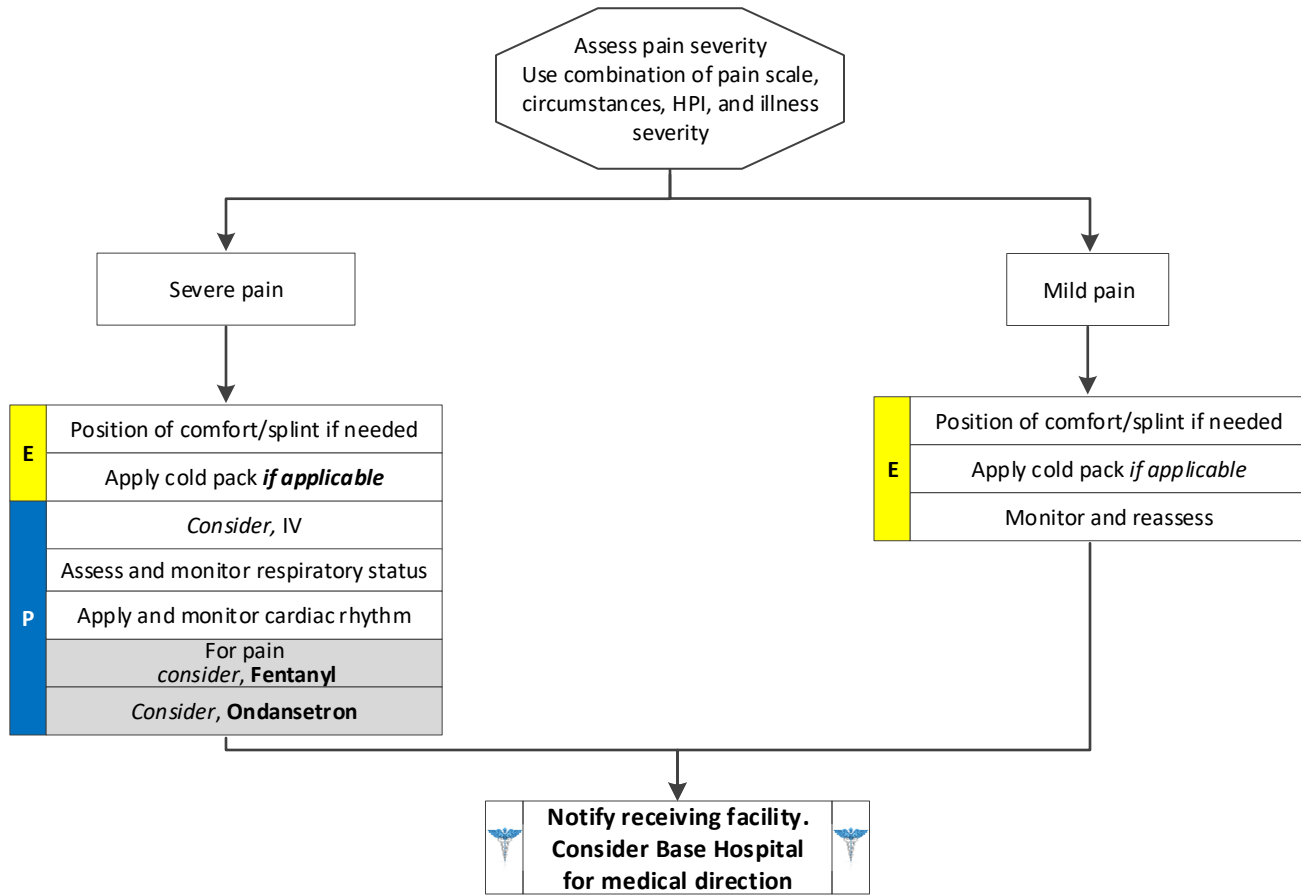 Assess pain severity
Use combination of pain scale,
circumstances, HPI, and illness
severity
Severe pain
Mild pain
E
Position of comfort/splint if needed
Apply cold pack if applicable
P
Consider, IV
Assess and monitor respiratory status
Apply and monitor cardiac rhythm
For pain
consider, Fentanyl
Consider, Ondansetron
E
Position of comfort/splint if needed
Apply cold pack if applicable
Monitor and reassess
Notify receiving facility.
Consider Base Hospital
for medical direction